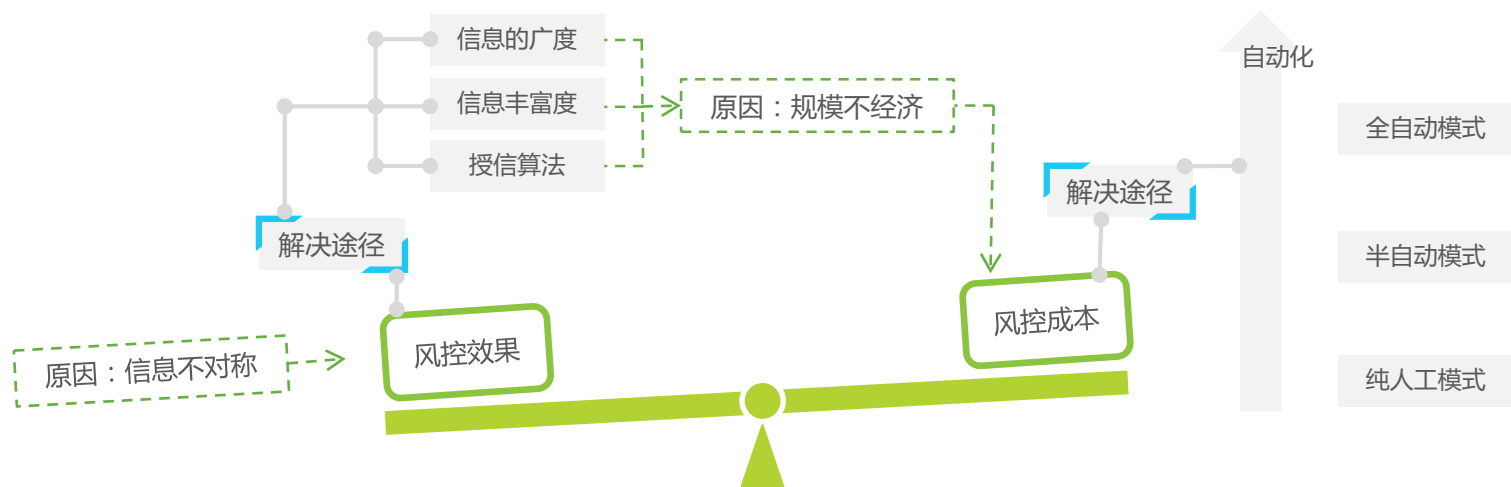 信息的广度
信息丰富度
授信算法
原因：规模不经济
自动化
全自动模式
解决途径
解决途径
半自动模式
原因：信息不对称
风控效果
风控成本
纯人工模式